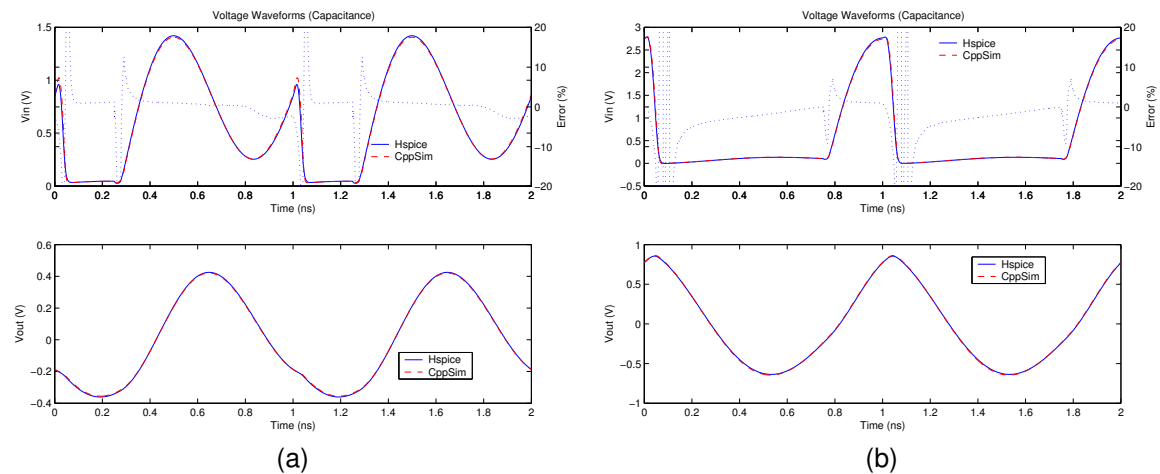 Voltage Waveforms (Capacitance)
1.5
1
0.5
0
Vin (V)
20
10
0
−10
−20
Error (%)
Hspice
CppSim
0 0.2 0.4 0.6 0.8 1 1.2 1.4 1.6 1.8 2
Time (ns)
0.6
0.4
0.2
0
−0.2
−0.4
Vout (V)
Hspice
CppSim
0 0.2 0.4 0.6 0.8 1 1.2 1.4 1.6 1.8 2
Time (ns)
(a)
Voltage Waveforms (Capacitance)
3
2.5
2
1.5
1
0.5
0
−0.5
Vin (V)
20
10
0
−10
−20
Error (%)
Hspice
CppSim
0 0.2 0.4 0.6 0.8 1 1.2 1.4 1.6 1.8 2
Time (ns)
1
0.5
0
−0.5
−1
Vout (V)
Hspice
CppSim
0 0.2 0.4 0.6 0.8 1 1.2 1.4 1.6 1.8 2
Time (ns)
(b)